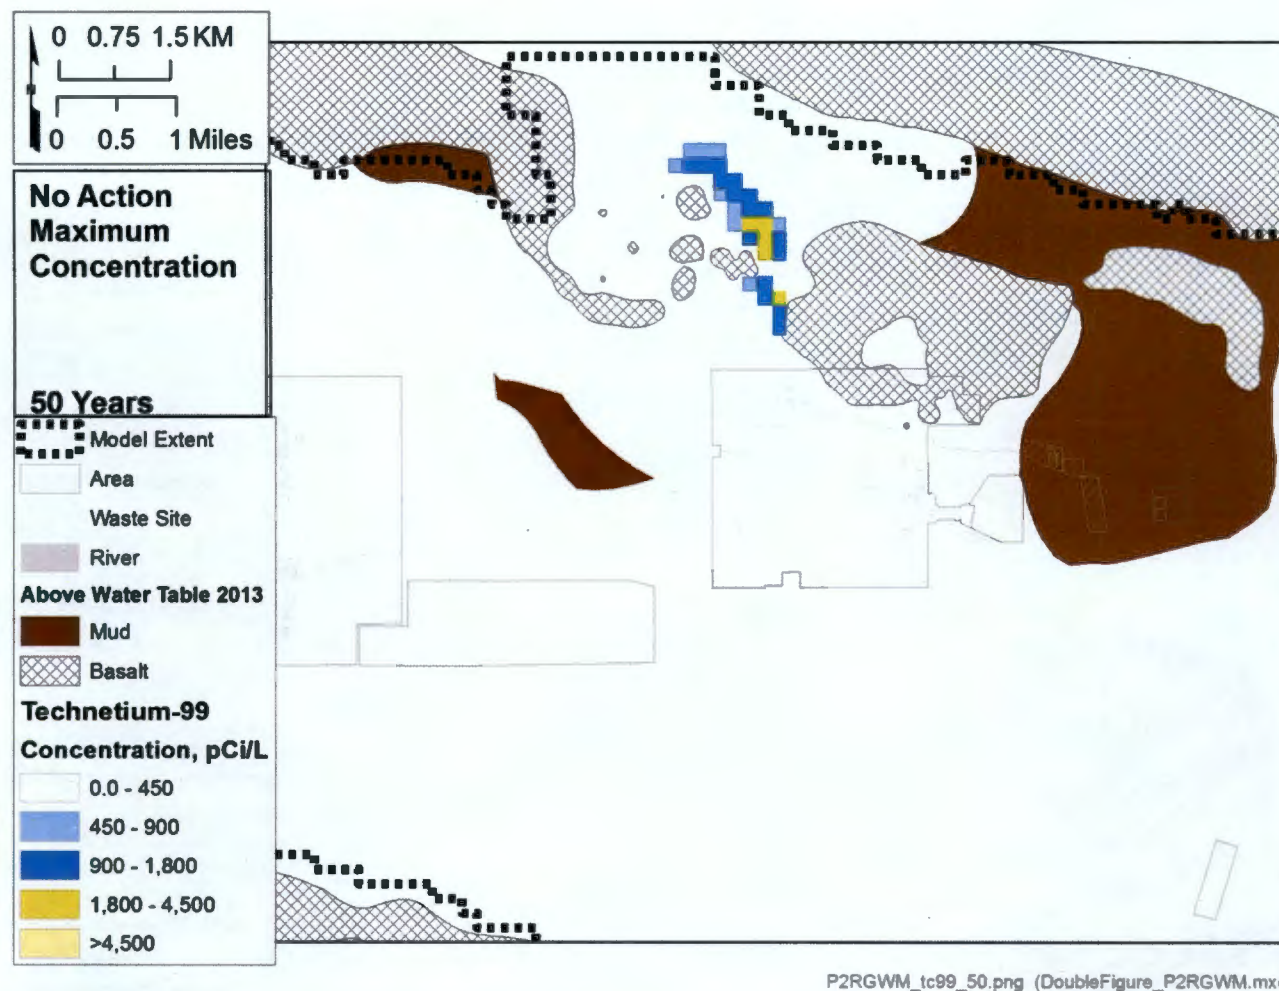 0 0.75 1.5 KM
0 0.5 1 Miles
No Action
Maximum
Concentration
50 Years
Model Extent
Area
Waste Site
River
Above Water Table 2013
Mud
Basalt
Technetium-99
Concentration, pCi/L
0.0 - 450
450 - 900
900 - 1,800
1,800 - 4,500
>4,500
P2RGWM_tc99_50.png (DoubleFigure_P2RGWM.mx